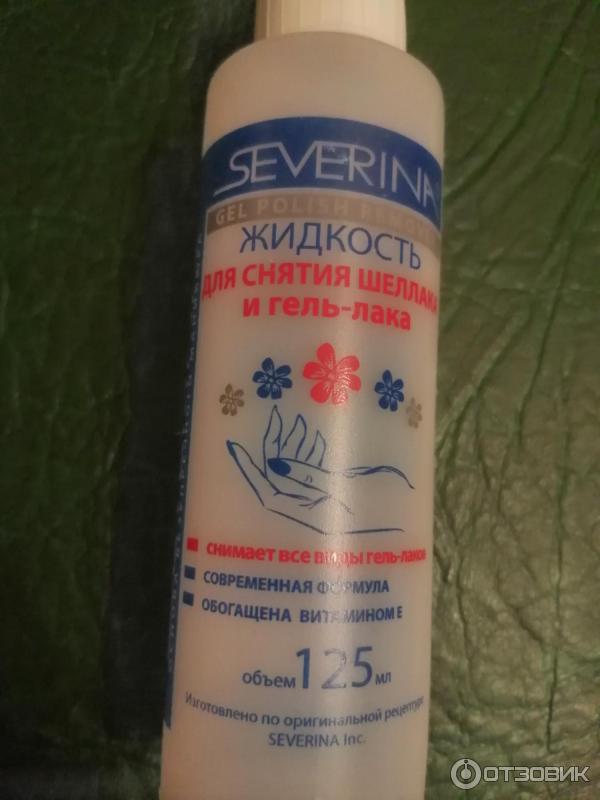 SEVERINA
GEL POLISH REMOVER
ЖИДКОСТЬ
ДЛЯ СНЯТИЯ ШЕЛЛАКА
и гель-лака
снимает все виды гель-лаков
СОВРЕМЕННАЯ ФОРМУЛА
ОБОГАЩЕНА ВИТАМИНОМ Е
объем 125 мл
Изготовлено по оригинальной рецептуре
SEVERINA Inc.
ОТЗОВИК